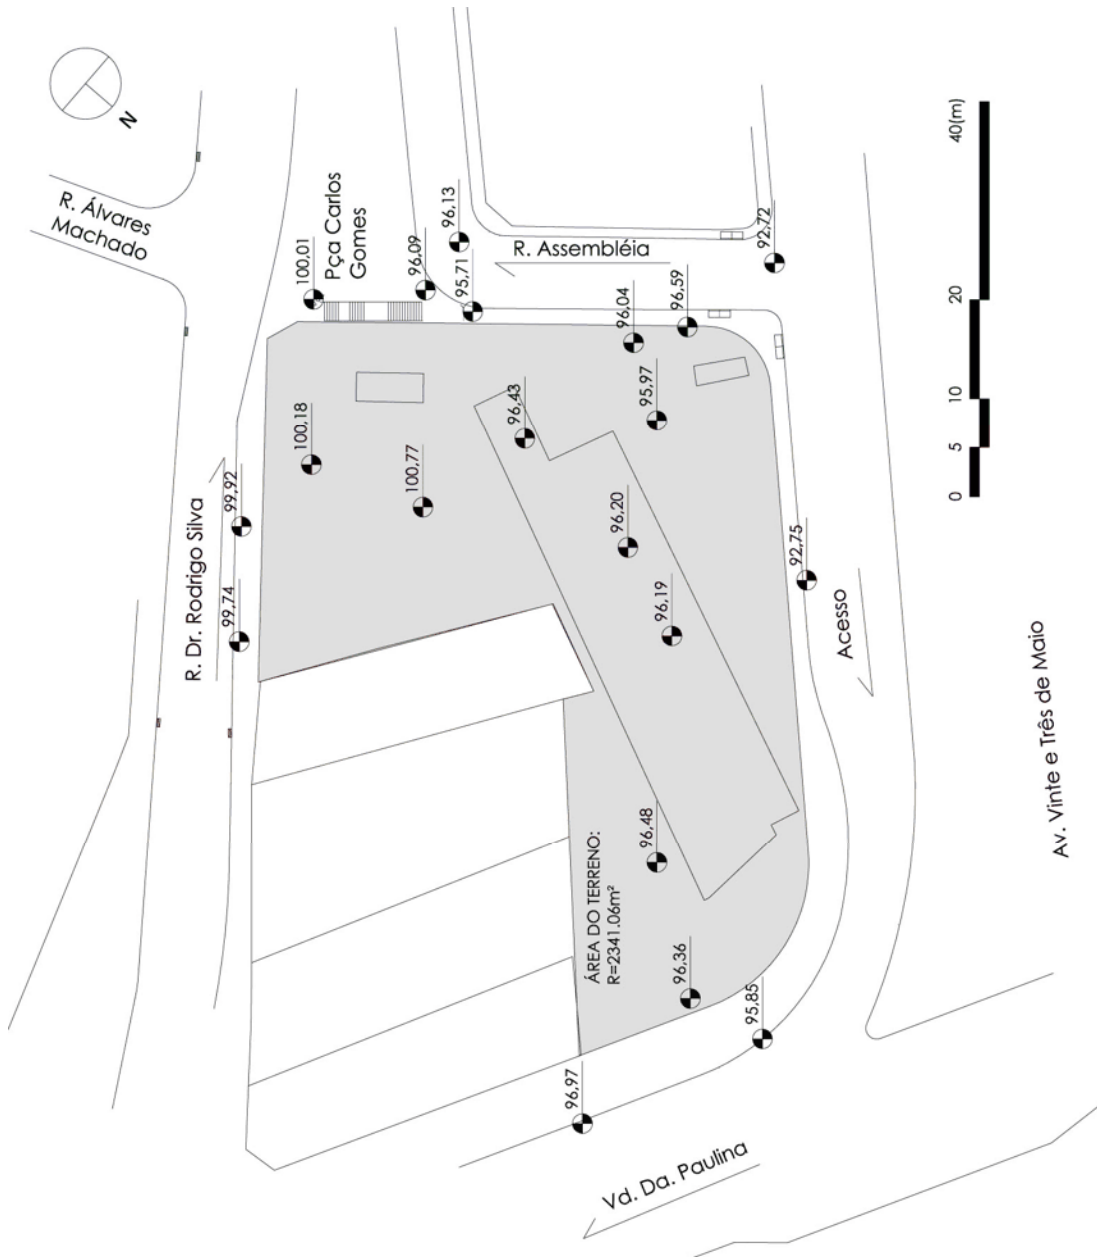 N
R. Álvares
Machado
Pça Carlos
Gomes
100,01
96,09
96,13
95,71
R. Assembléia
92,72
96,04
96,59
95,97
96,43
100,18
100,77
R. Dr. Rodrigo Silva
99,92
99,74
96,20
96,19
92,75
Acesso
Av. Vinte e Três de Maio
96,48
ÁREA DO TERRENO:
R=2341.06m²
96,36
95,85
96,97
Vd. Da. Paulina
0
5
10
20
40(m)